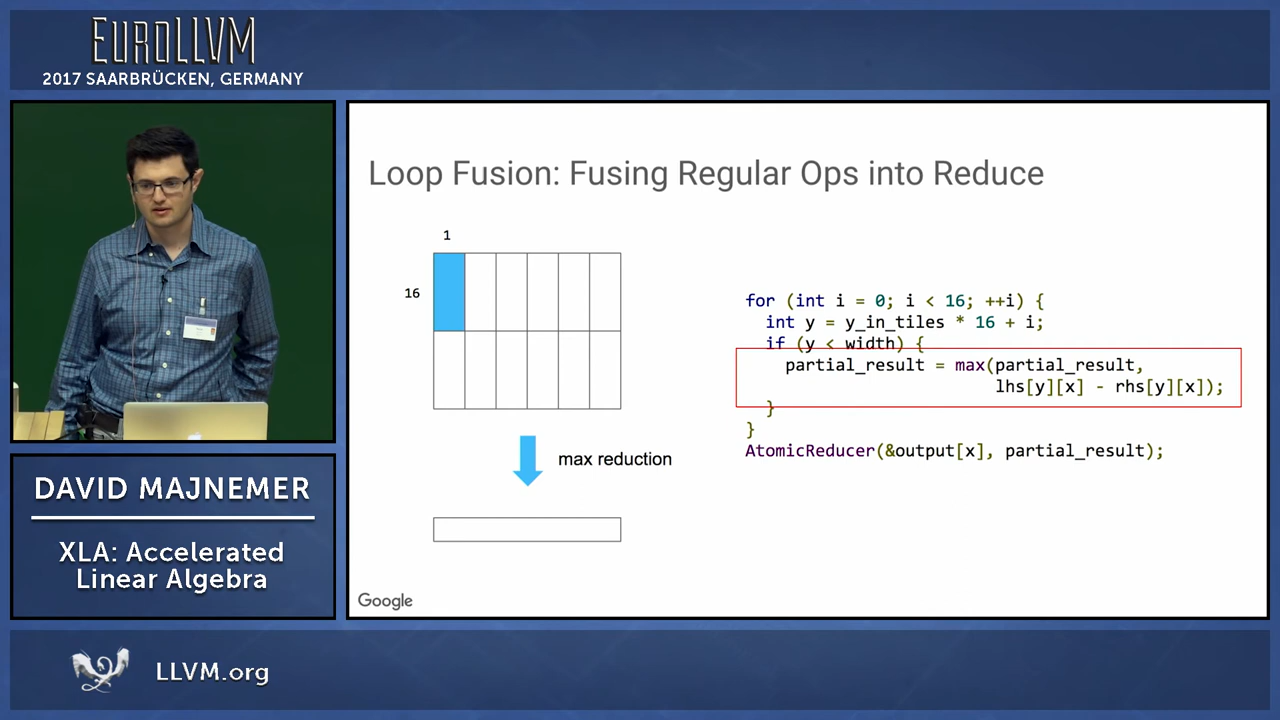 EUROLLVM
2017 SAARBRÜCKEN, GERMANY
Loop Fusion: Fusing Regular Ops into Reduce
1
16
max reduction
for (int i = 0; i < 16; ++i) {
int y = y_in_tiles * 16 + i;
if (y < width) {
partial_result = max(partial_result,
lhs[y][x] - rhs[y][x]);
}
}
AtomicReducer(&output[x], partial_result);
Google
DAVID MAJNEMER
XLA: Accelerated
Linear Algebra
LLVM.org